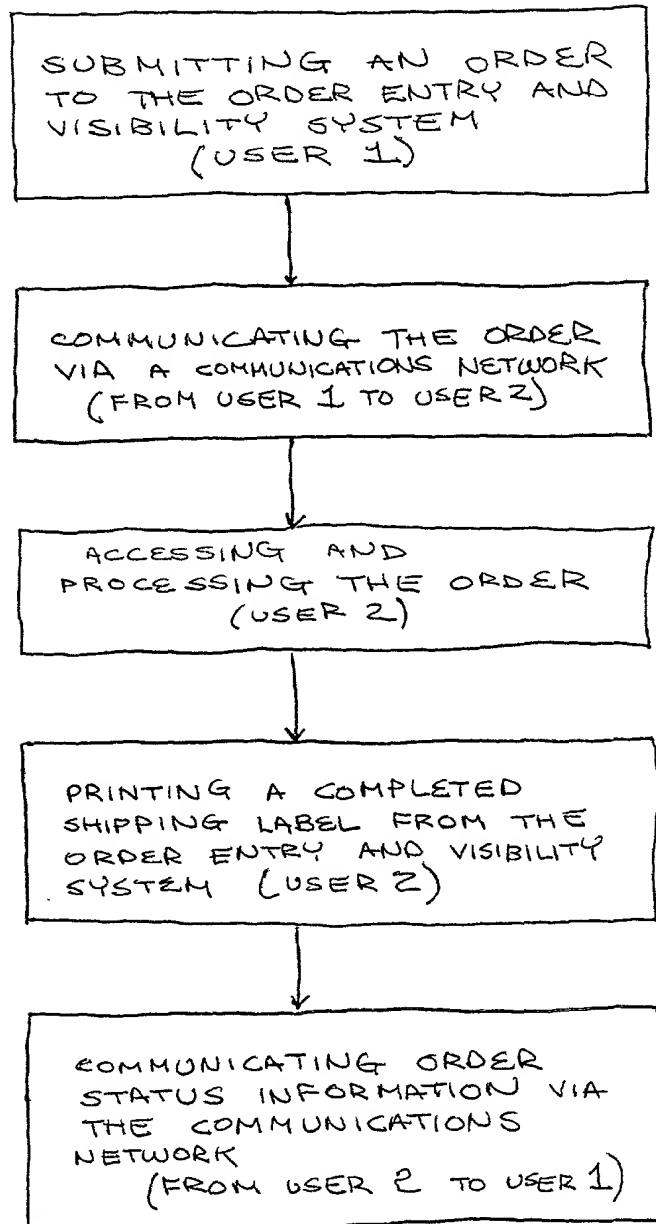 SUBMITTING AN ORDER
TO THE ORDER ENTRY AND
VISIBILITY SYSTEM
(USER 1)
COMMUNICATING THE ORDER
VIA A COMMUNICATIONS NETWORK
(FROM USER 1 TO USER 2)
ACCESSING AND
PROCESSING THE ORDER
(USER 2)
PRINTING A COMPLETED
SHIPPING LABEL FROM THE
ORDER ENTRY AND VISIBILITY
SYSTEM (USER 2)
COMMUNICATING ORDER
STATUS INFORMATION VIA
THE COMMUNICATIONS
NETWORK
(FROM USER 2 TO USER 1)